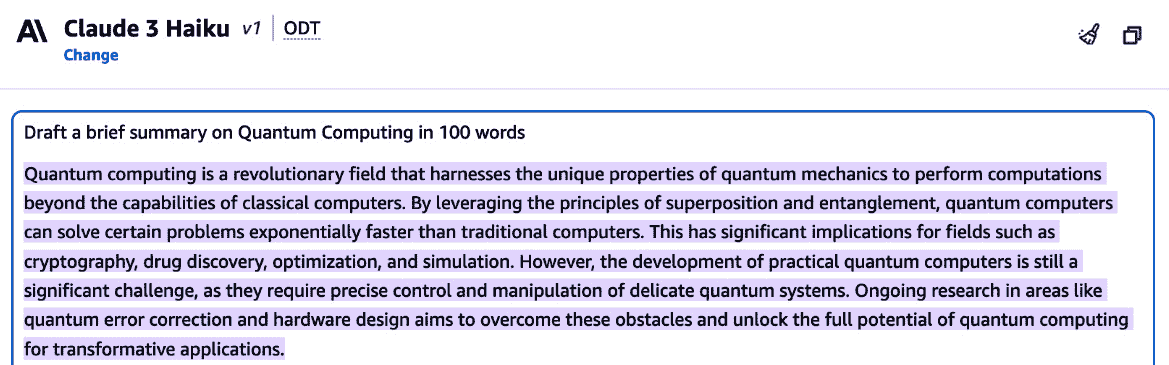 A\ Claude 3 Haiku v1 | ODT
Change
Draft a brief summary on Quantum Computing in 100 words
Quantum computing is a revolutionary field that harnesses the unique properties of quantum mechanics to perform computations
beyond the capabilities of classical computers. By leveraging the principles of superposition and entanglement, quantum computers
can solve certain problems exponentially faster than traditional computers. This has significant implications for fields such as
cryptography, drug discovery, optimization, and simulation. However, the development of practical quantum computers is still a
significant challenge, as they require precise control and manipulation of delicate quantum systems. Ongoing research in areas like
quantum error correction and hardware design aims to overcome these obstacles and unlock the full potential of quantum computing
for transformative applications.